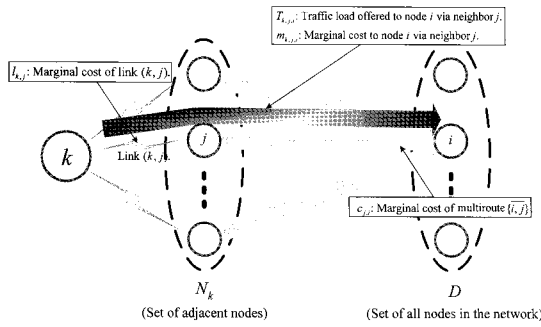 T_{k,j,i}: Traffic load offered to node i via neighbor j.
m_{k,j,i}: Marginal cost to node i via neighbor j.
l_{k,j}: Marginal cost of link (k, j).
k
j
i
Link (k, j).
c_{j,i}: Marginal cost of multiroute {i, j}
N_k
D
(Set of adjacent nodes)
(Set of all nodes in the network)